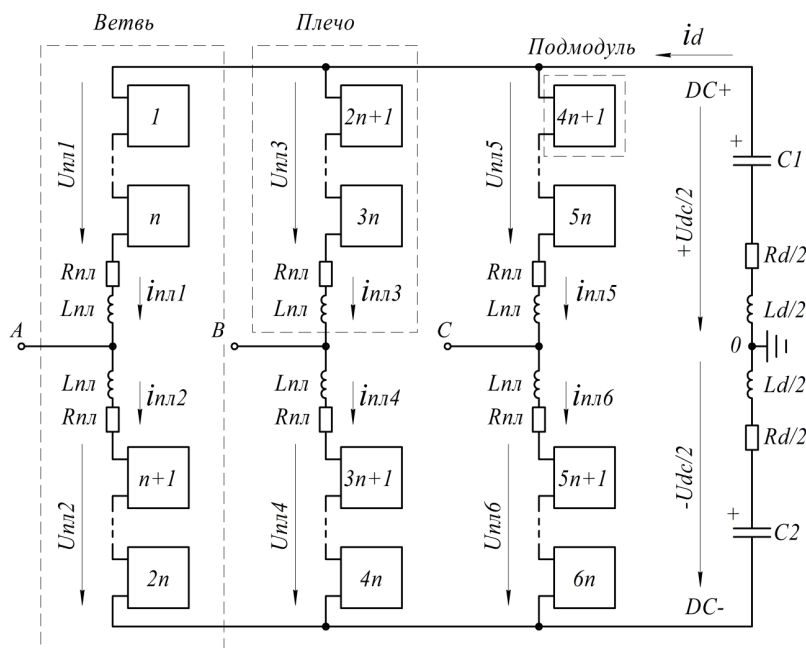 Ветвь
Плечо
Подмодуль
id
DC+
1
2n+1
4n+1
Uпл1
Uпл3
Uпл5
+
C1
+Udc/2
n
3n
5n
Rпл
Rпл
Rпл
Rd/2
iпл1
iпл3
iпл5
Lпл
Lпл
Lпл
Ld/2
A
B
C
0
Lпл
Lпл
Lпл
Ld/2
iпл2
iпл4
iпл6
Rпл
Rпл
Rпл
Rd/2
n+1
3n+1
5n+1
-Udc/2
Uпл2
Uпл4
Uпл6
+
C2
2n
4n
6n
DC-